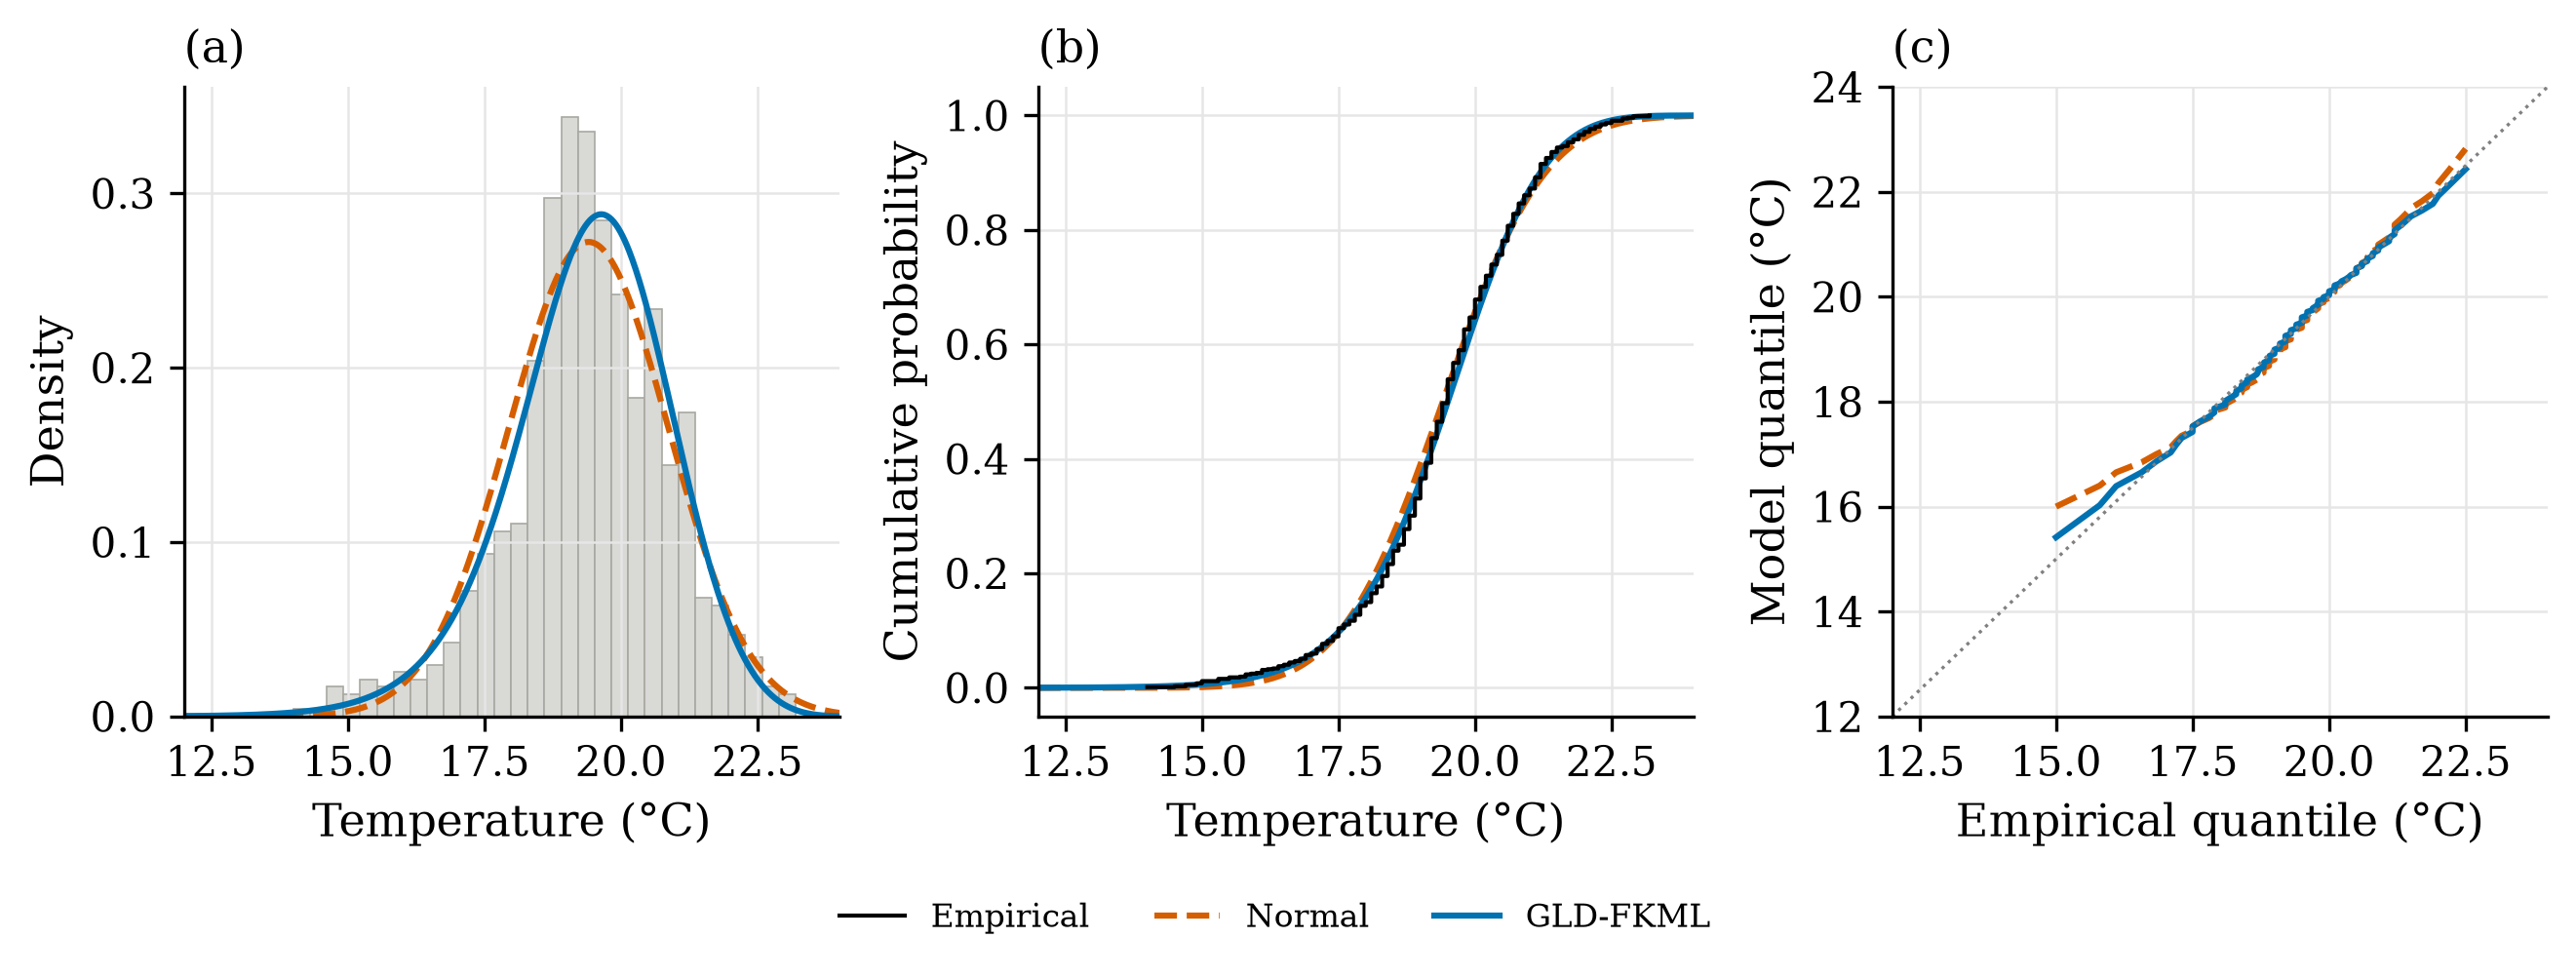 (a)
Density
0.3
0.2
0.1
0.0
12.5 15.0 17.5 20.0 22.5
Temperature (°C)
(b)
Cumulative probability
1.0
0.8
0.6
0.4
0.2
0.0
12.5 15.0 17.5 20.0 22.5
Temperature (°C)
(c)
Model quantile (°C)
24
22
20
18
16
14
12
12.5 15.0 17.5 20.0 22.5
Empirical quantile (°C)
Empirical Normal GLD-FKML